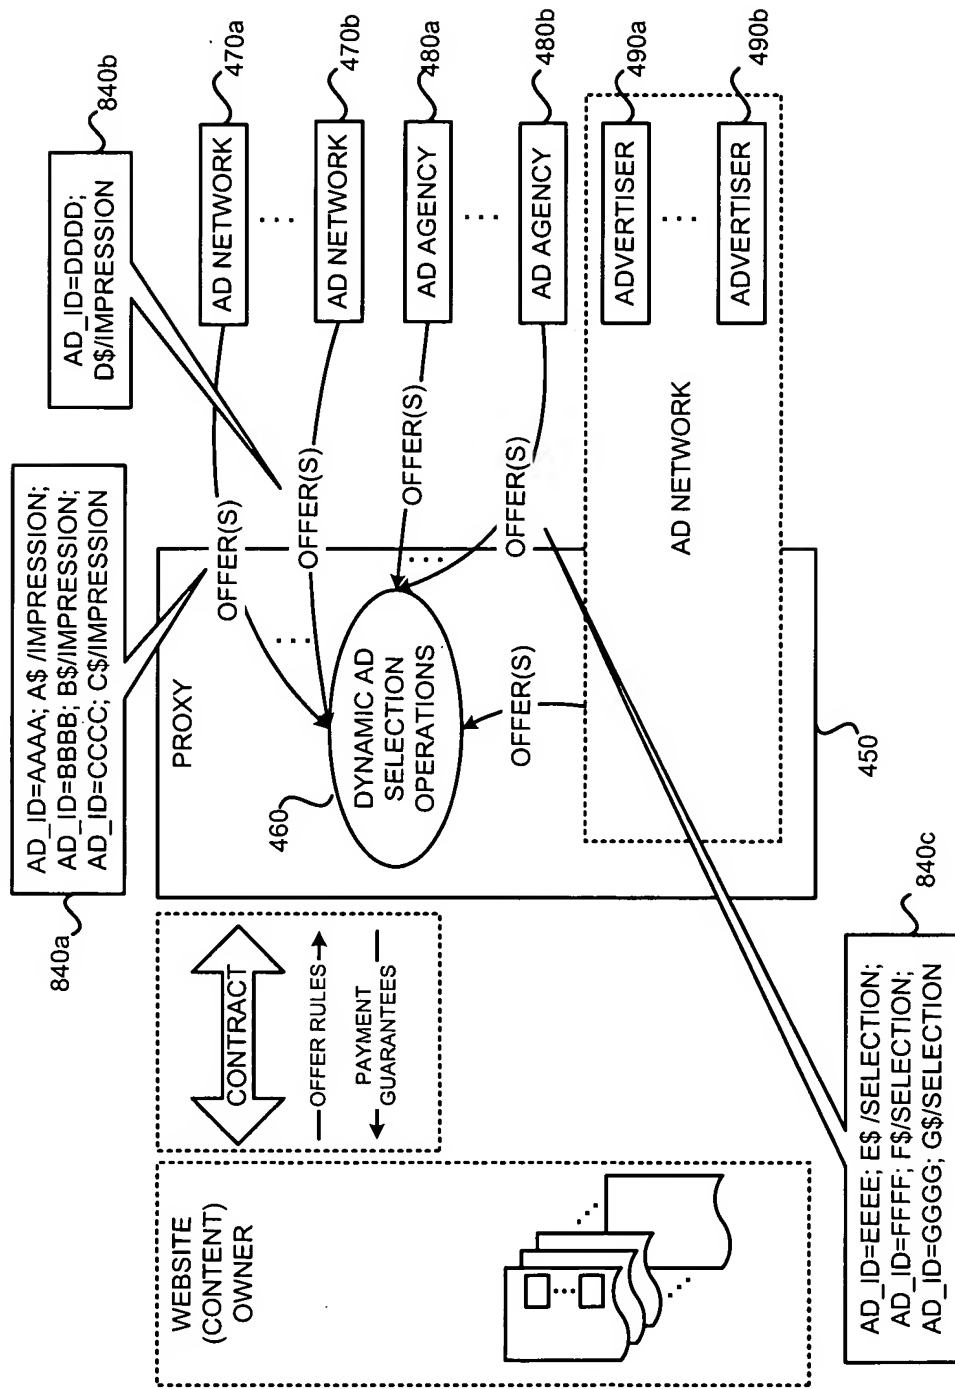 WEBSITE
(CONTENT)
OWNER
CONTRACT
OFFER RULES
PAYMENT
GUARANTEES
840a
AD_ID=AAAA; A$ /IMPRESSION;
AD_ID=BBBB; B$/IMPRESSION;
AD_ID=CCCC; C$/IMPRESSION
840b
AD_ID=DDDD;
D$/IMPRESSION
PROXY
460
DYNAMIC AD
SELECTION
OPERATIONS
450
OFFER(S)
OFFER(S)
OFFER(S)
OFFER(S)
OFFER(S)
AD NETWORK
470a
AD NETWORK
470b
AD AGENCY
480a
AD AGENCY
480b
AD NETWORK
ADVERTISER
490a
ADVERTISER
490b
840c
AD_ID=EEEE; E$ /SELECTION;
AD_ID=FFFF; F$/SELECTION;
AD_ID=GGGG; G$/SELECTION